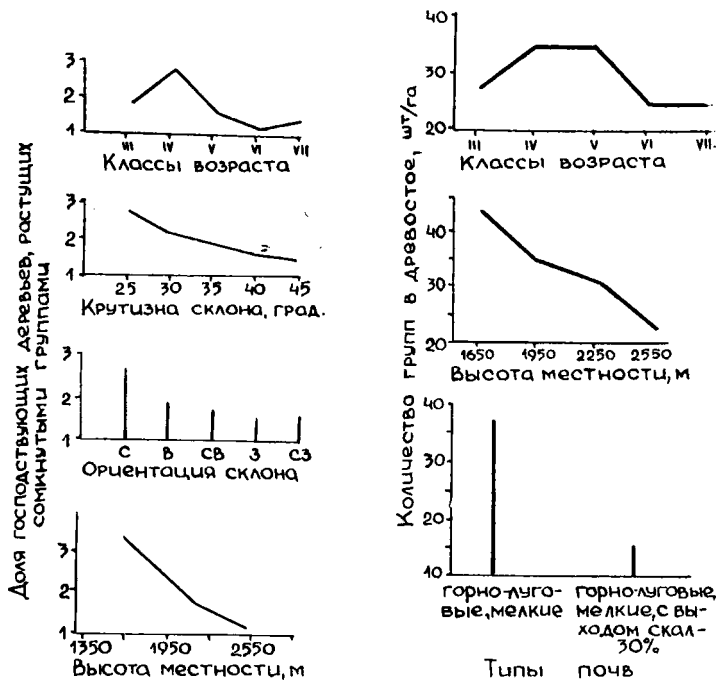 Доля господствующих деревьев, растущих
сомкнутыми группами
3
2
1
III IV V VI VII
Классы возраста
3
2
1
25 30 35 40 45
Крутизна склона, град.
3
2
1
С В СВ З СЗ
Ориентация склона
3
2
1
1350 1950 2550
Высота местности, м
Количество групп в древостое, шт/га
40
30
20
III IV V VI VII
Классы возраста
40
30
20
1650 1950 2250 2550
Высота местности, м
40
30
20
10
горно-луго-
вые, мелкие
горно-луговые,
мелкие, с вы-
ходом скал-
30%
Типы почв